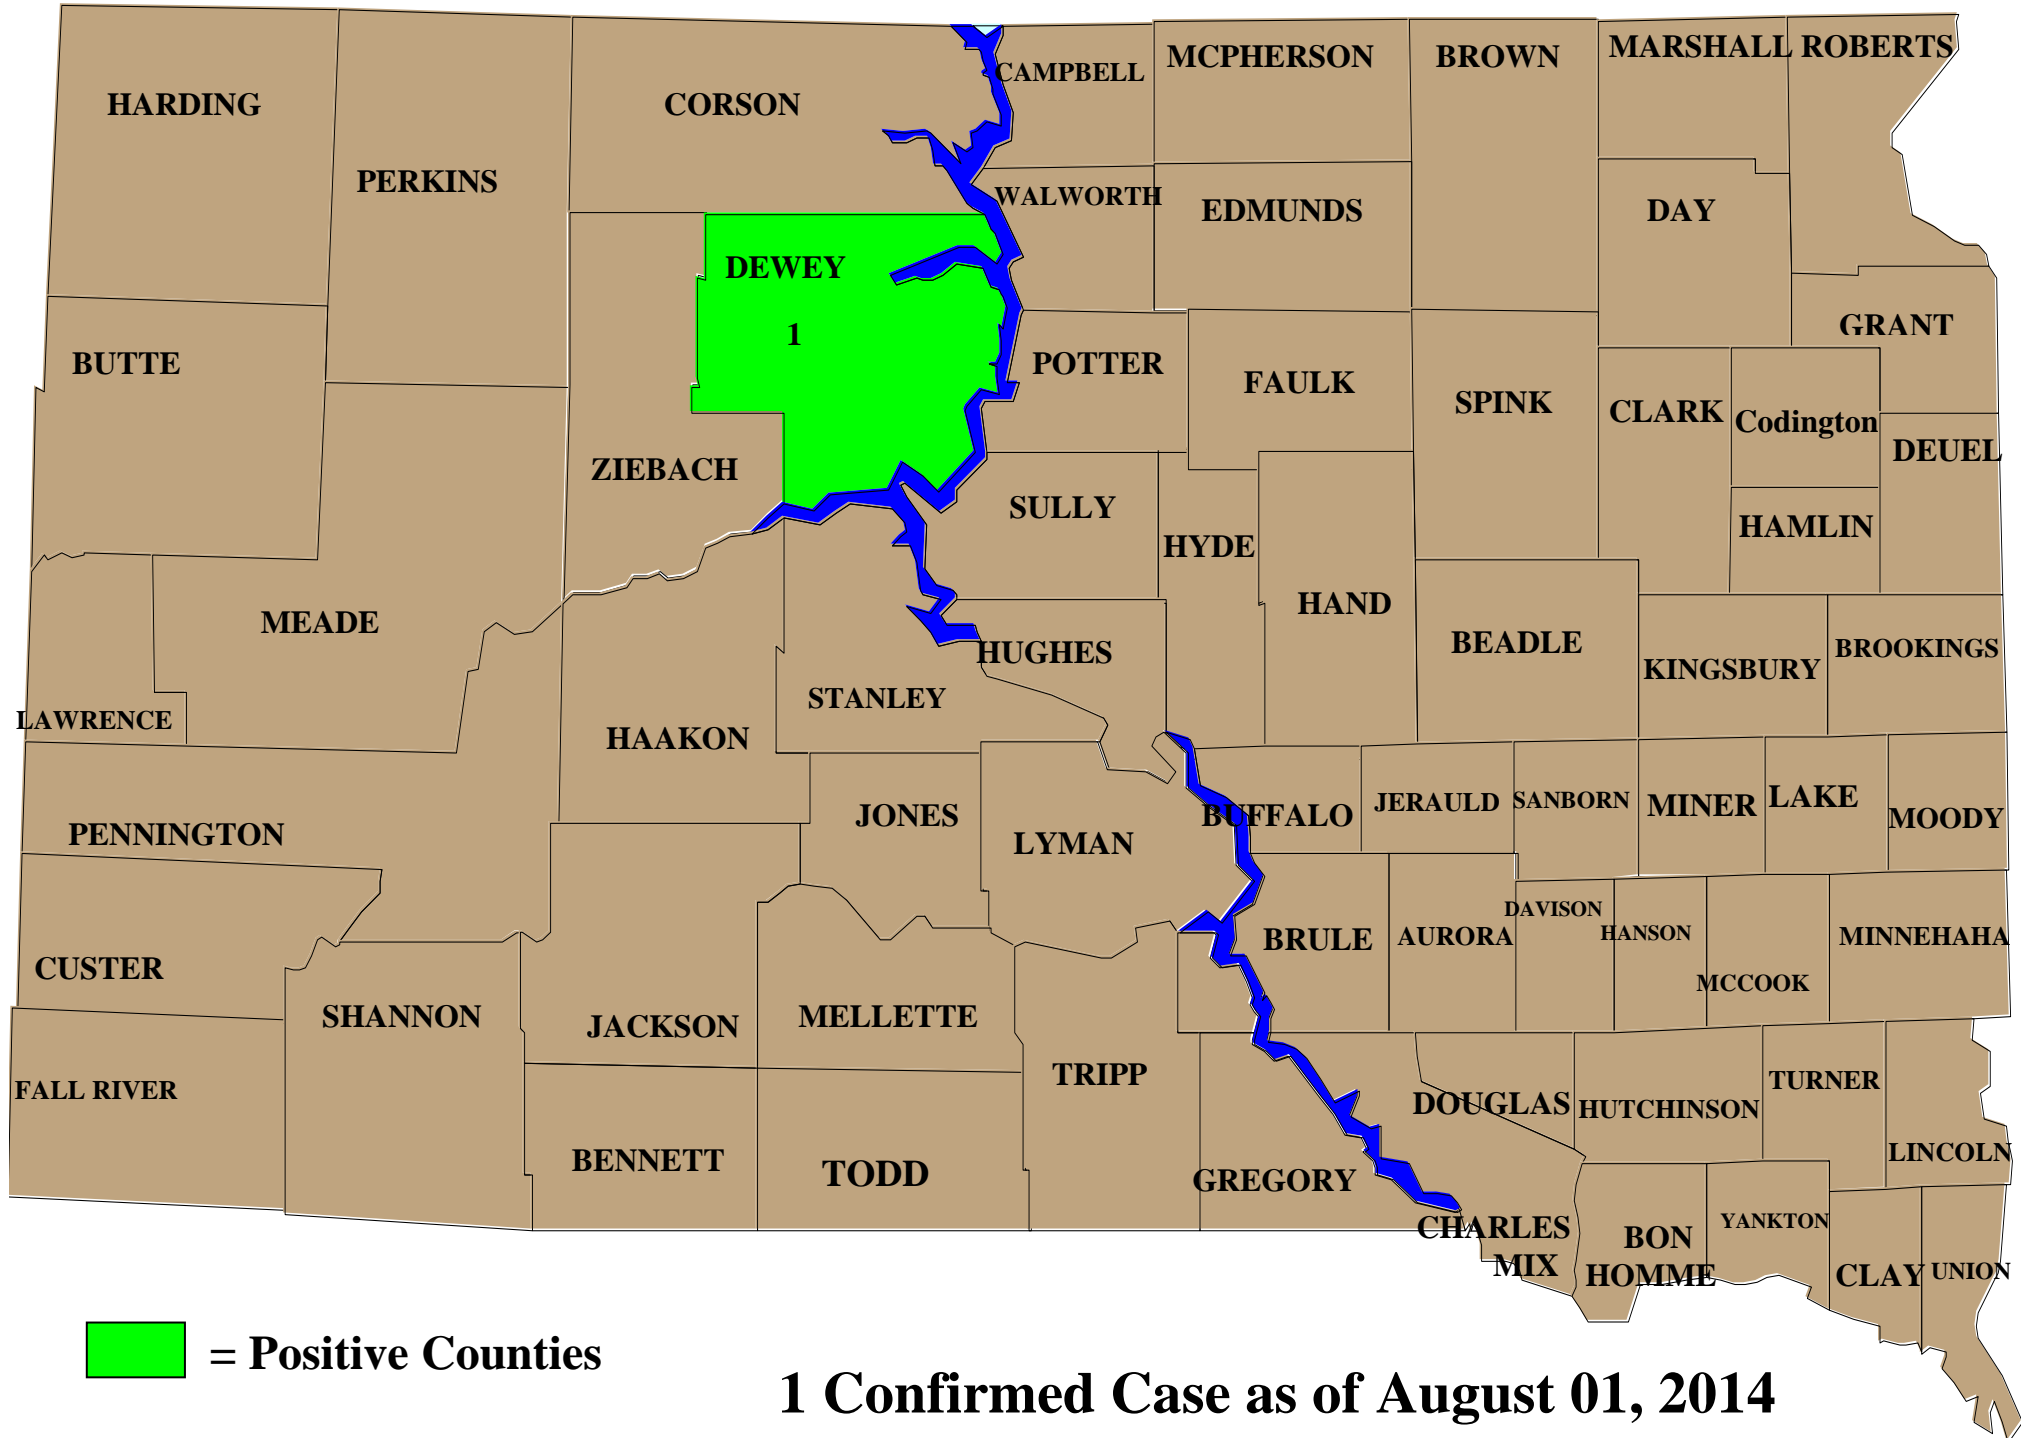 HARDING
PERKINS
CORSON
CAMPBELL
MCPHERSON
BROWN
MARSHALL
ROBERTS
WALWORTH
EDMUNDS
DAY
DEWEY
1
GRANT
BUTTE
POTTER
FAULK
SPINK
CLARK
Codington
DEUEL
ZIEBACH
SULLY
HYDE
HAMLIN
MEADE
HAND
BEADLE
KINGSBURY
BROOKINGS
HUGHES
STANLEY
LAWRENCE
HAAKON
PENNINGTON
JONES
LYMAN
BUFFALO
JERAULD
SANBORN
MINER
LAKE
MOODY
CUSTER
SHANNON
JACKSON
MELLETTE
BRULE
AURORA
DAVISON
HANSON
MCCOOK
MINNEHAHA
FALL RIVER
BENNETT
TODD
TRIPP
GREGORY
DOUGLAS
HUTCHINSON
TURNER
LINCOLN
CHARLES
MIX
BON
HOMME
YANKTON
CLAY
UNION
= Positive Counties
1 Confirmed Case as of August 01, 2014